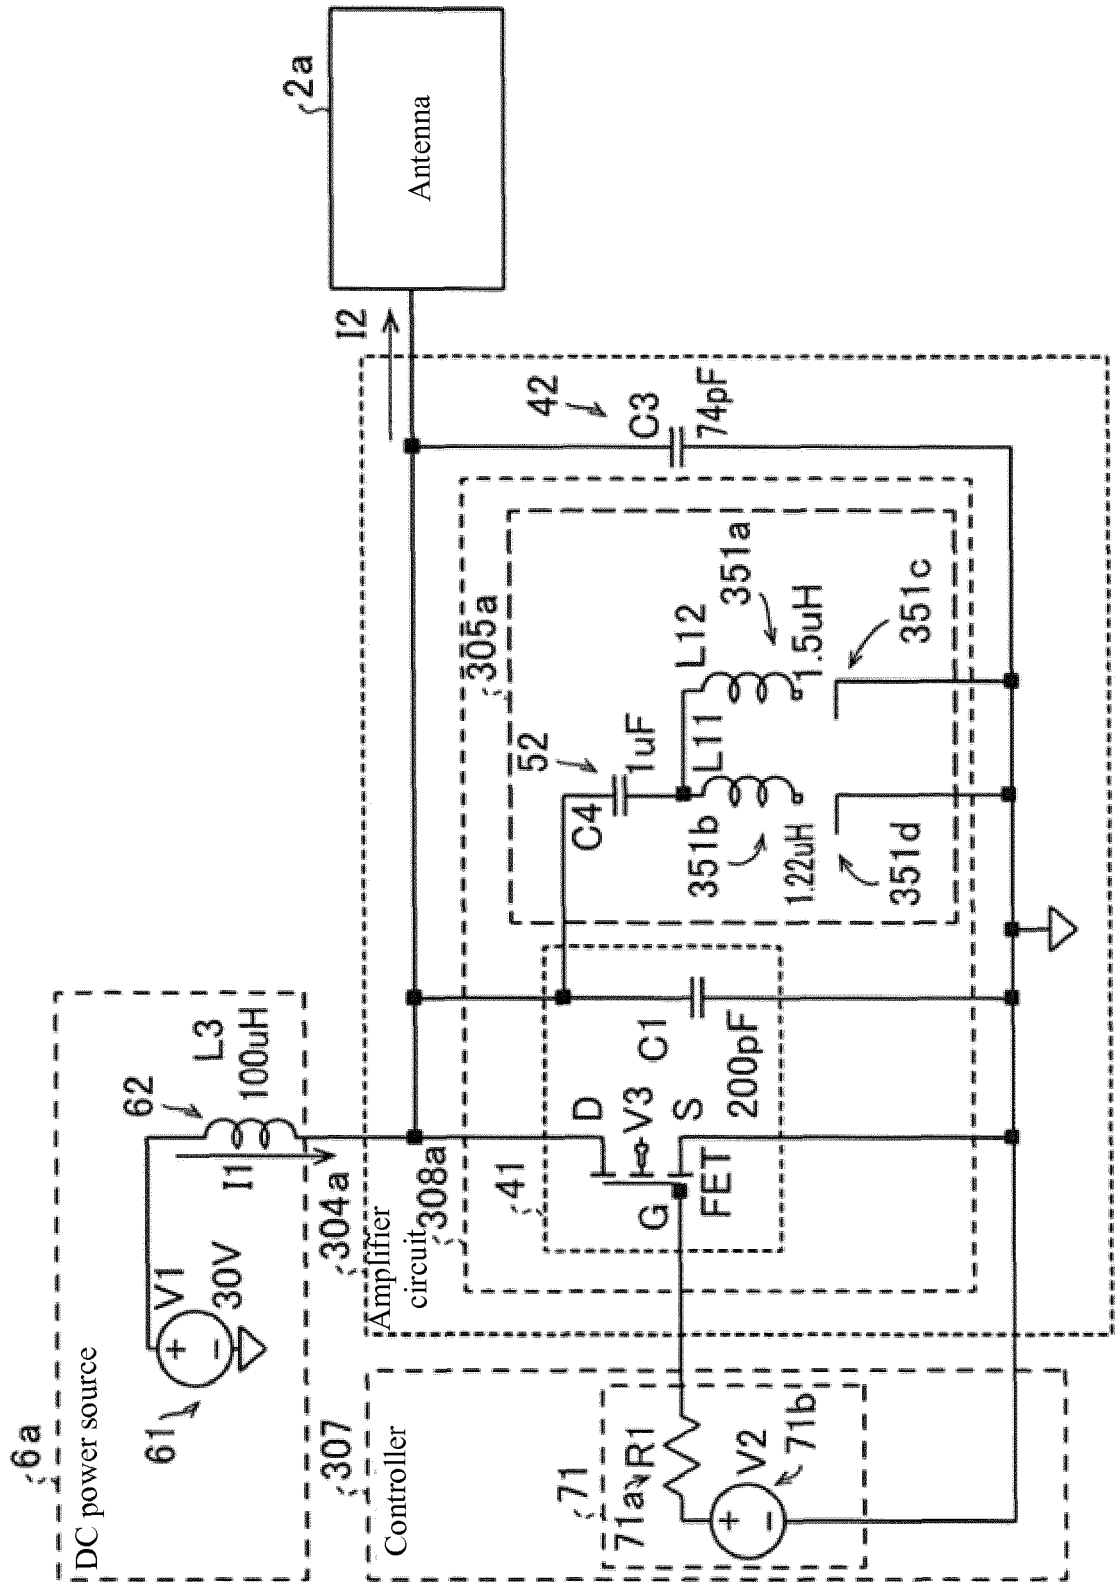 6a
DC power source
61
V1
30V
62
L3
100uH
I1
304a
Amplifier
circuit
308a
41
D
V3
G
S
FET
C1
200pF
305a
52
C4
1uF
L11
351b
1.22uH
351d
L12
351a
1.5uH
351c
42
C3
74pF
I2
2a
Antenna
307
Controller
71
71a
R1
V2
71b